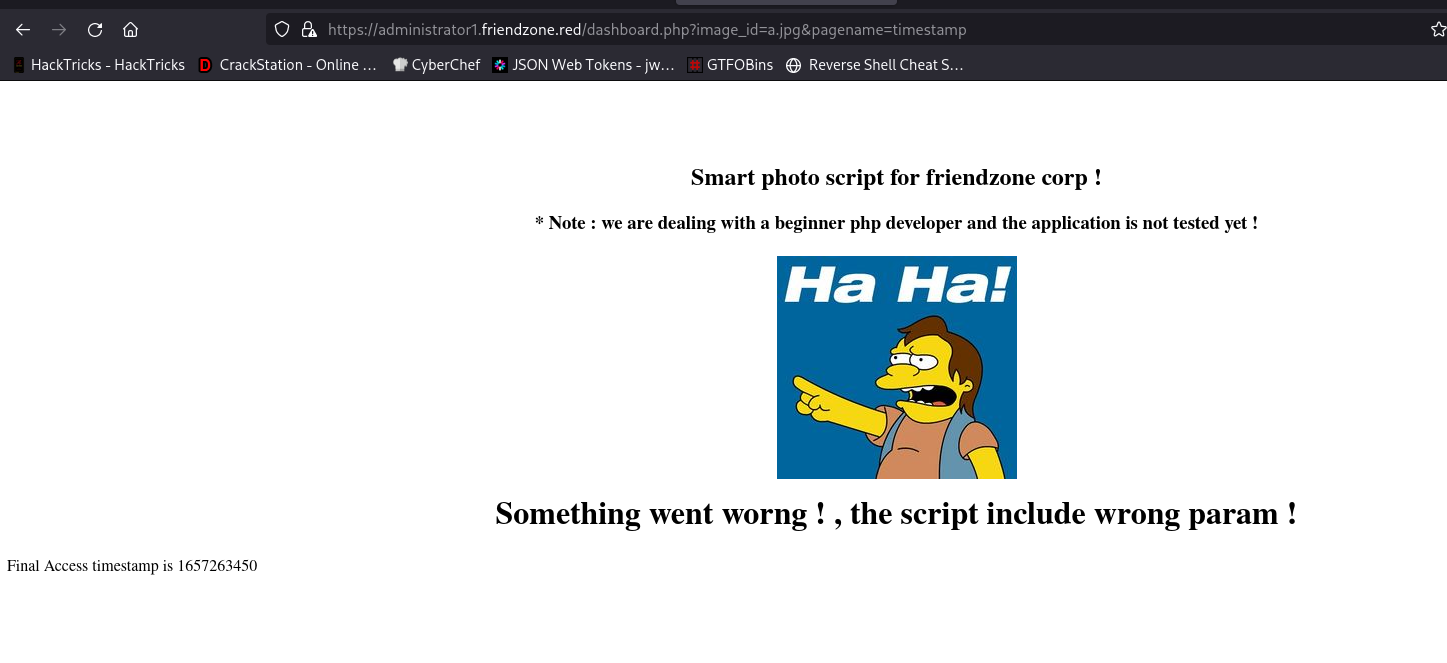 https://administrator1.friendzone.red/dashboard.php?image_id=a.jpg&pagename=timestamp
HackTricks - HackTricks CrackStation - Online ... CyberChef JSON Web Tokens - jw... GTFOBins Reverse Shell Cheat S...
Smart photo script for friendzone corp !
* Note : we are dealing with a beginner php developer and the application is not tested yet !
Ha Ha!
Something went worng ! , the script include wrong param !
Final Access timestamp is 1657263450